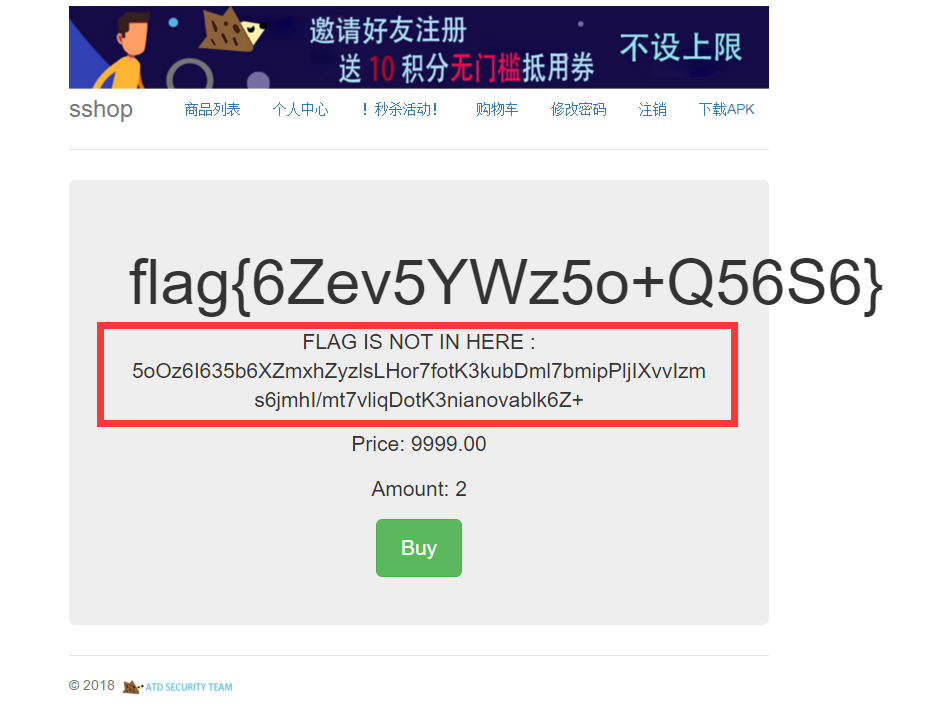 邀请好友注册
送 10 积分无门槛抵用券
不设上限
sshop 商品列表 个人中心 ！秒杀活动！ 购物车 修改密码 注销 下载APK
flag{6Zev5YWz5o+Q56S6}
FLAG IS NOT IN HERE :
5oOz6I635b6XZmxhZyzlsLHor7fotK3kubDml7bmipPljIXvvIzm
s6jmhI/mt7vliqDotK3nianovablk6Z+
Price: 9999.00
Amount: 2
Buy
© 2018 ATD SECURITY TEAM